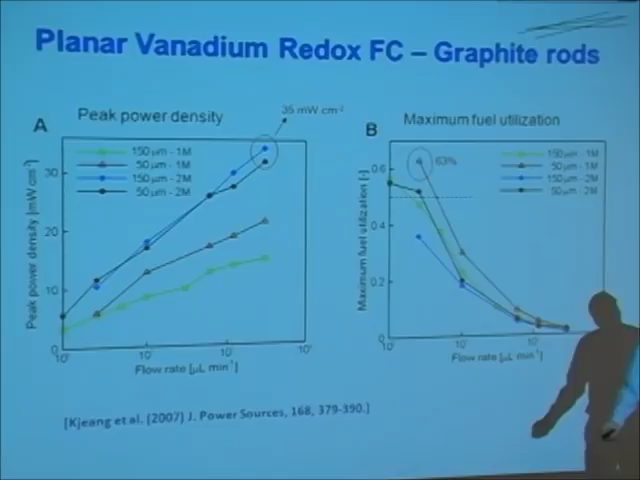 Planar Vanadium Redox FC – Graphite rods
A
Peak power density
35 mW cm⁻²
150 µm - 1M
50 µm - 1M
150 µm - 2M
50 µm - 2M
Peak power density [mW cm⁻²]
30
20
10
0
Flow rate [µL min⁻¹]
B
Maximum fuel utilization
63%
150 µm - 1M
50 µm - 1M
150 µm - 2M
50 µm - 2M
Maximum fuel utilization [-]
0.6
0.4
0.2
0
Flow rate [µL min⁻¹]
[Kjeang et al. (2007) J. Power Sources, 168, 379-390.]